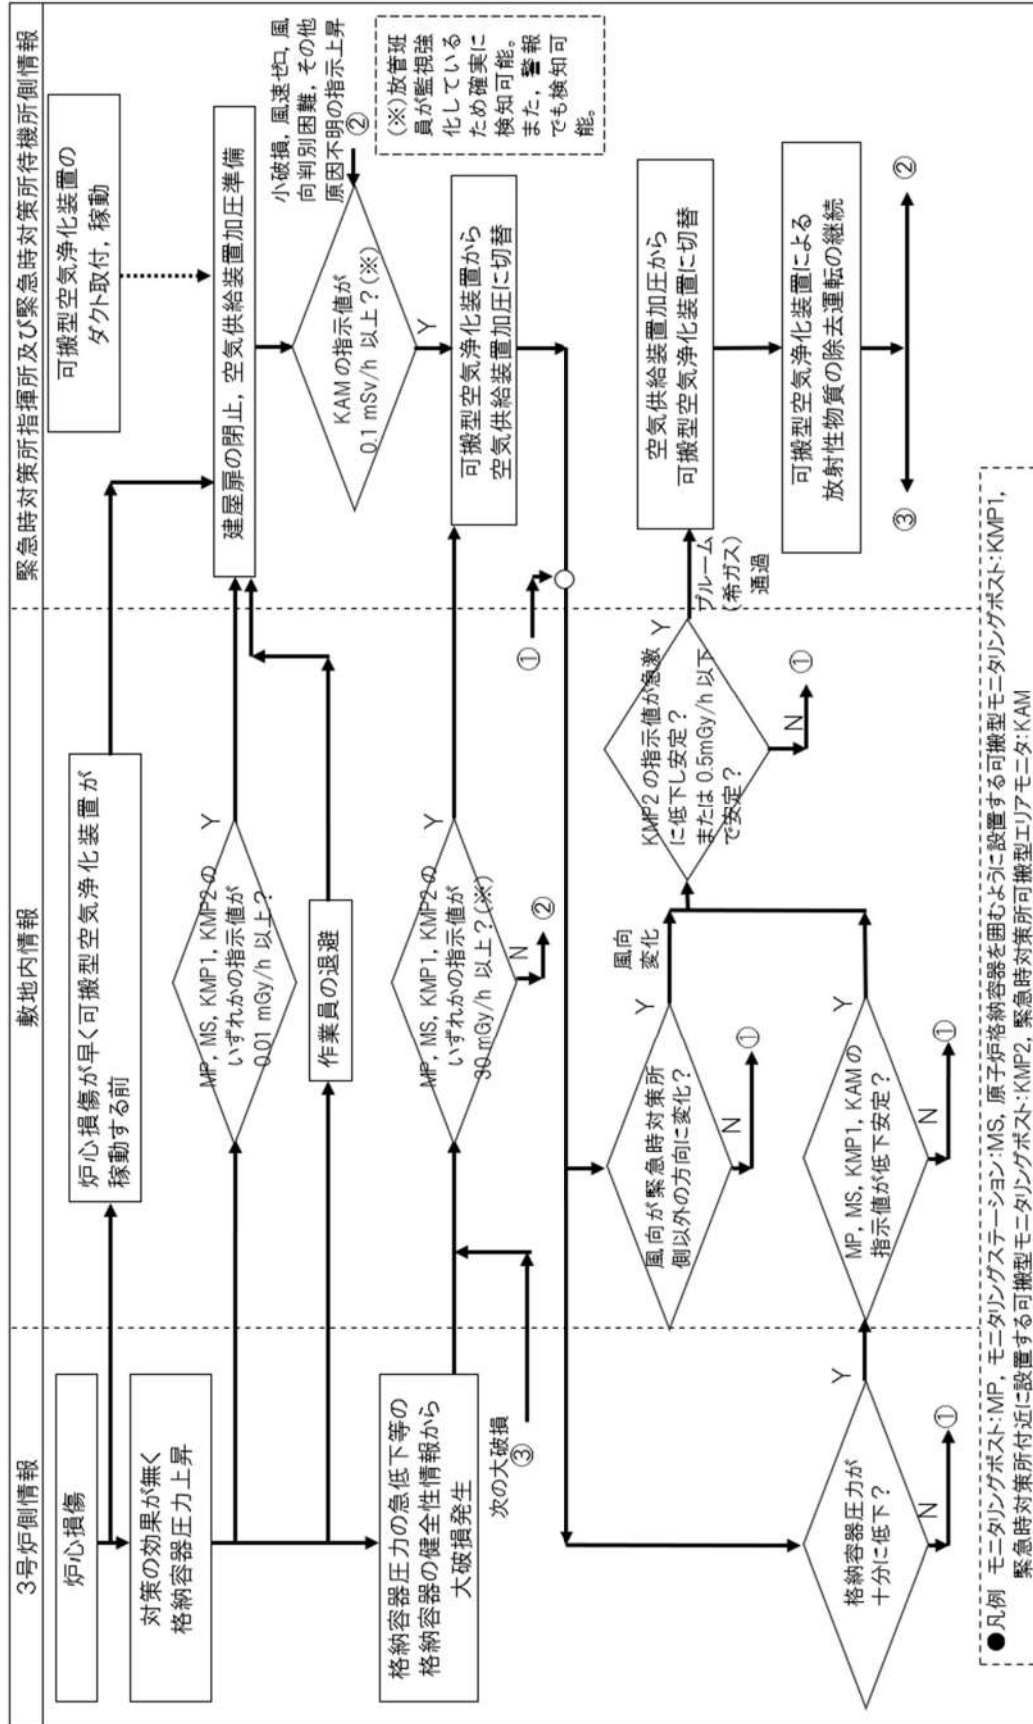 3号炉側情報
敷地内情報
緊急時対策所指揮所及び緊急時対策所待機所側情報
炉心損傷
対策の効果が無く
格納容器圧力上昇
炉心損傷が早く可搬型空気浄化装置が
稼動する前
可搬型空気浄化装置の
ダクト取付，稼動
MP, MS, KMP1, KMP2の
いずれかの指示値が
0.01 mGy/h 以上？
Y
作業員の退避
建屋扉の閉止，空気供給装置加圧準備
小破損，風速ゼロ，風
向判別困難，その他
原因不明の指示上昇
②
KAM の指示値が
0.1 mSv/h 以上？(※)
Y
(※)放管班
員が監視強
化している
ため確実に
検知可能。
また，警報
でも検知可
能。
格納容器圧力の急低下等の
格納容器の健全性情報から
大破損発生
次の大破損
③
MP, MS, KMP1, KMP2の
いずれかの指示値が
30 mGy/h 以上？(※)
Y
N
②
可搬型空気浄化装置から
空気供給装置加圧に切替
①
風向が緊急時対策所
側以外の方向に変化？
Y
風向
変化
N
①
格納容器圧力が
十分に低下？
Y
N
①
MP, MS, KMP1, KAM の
指示値が低下安定？
Y
N
①
KMP2 の指示値が急激
に低下し安定？
または 0.5mGy/h 以下
で安定？
Y
N
①
プルーム
(希ガス)
通過
空気供給装置加圧から
可搬型空気浄化装置に切替
可搬型空気浄化装置による
放射性物質の除去運転の継続
③
②
●凡例 モニタリングポスト：MP，モニタリングステーション：MS，原子炉格納容器を囲むように設置する可搬型モニタリングポスト：KMP1，
緊急時対策所付近に設置する可搬型モニタリングポスト：KMP2，緊急時対策所可搬型エリアモニタ：KAM